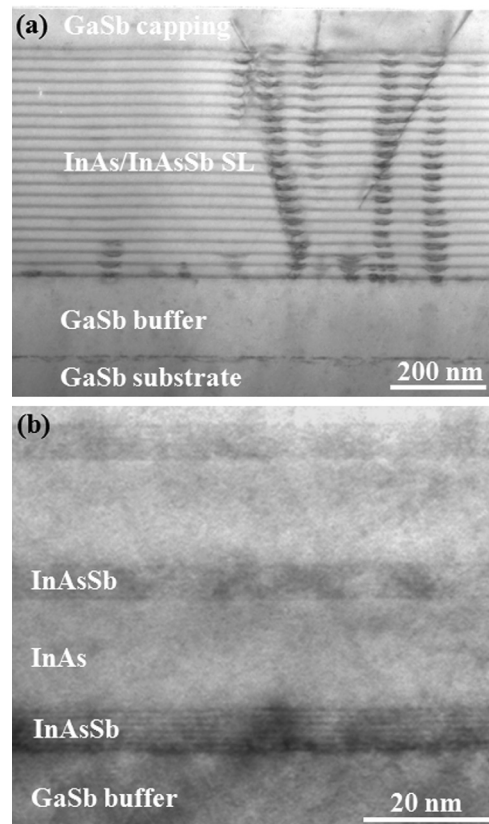 (a)
GaSb capping
InAs/InAsSb SL
GaSb buffer
GaSb substrate
200 nm
(b)
InAsSb
InAs
InAsSb
GaSb buffer
20 nm